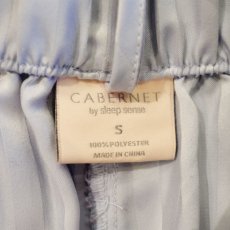 CABERNET
by sleep sense
S
100% POLYESTER
MADE IN CHINA